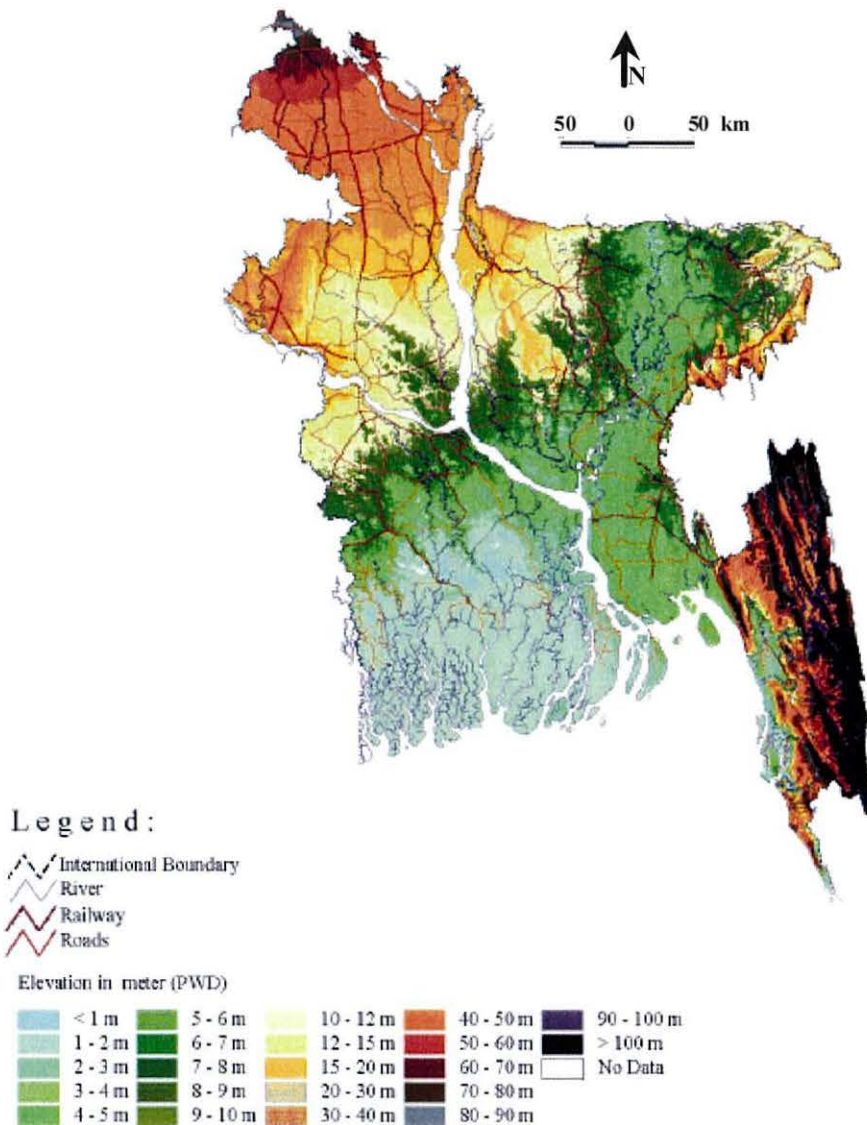 N
50 0 50 km
Legend:
International Boundary
River
Railway
Roads
Elevation in meter (PWD)
< 1 m 5 - 6 m 10 - 12 m 40 - 50 m 90 - 100 m
1 - 2 m 6 - 7 m 12 - 15 m 50 - 60 m > 100 m
2 - 3 m 7 - 8 m 15 - 20 m 60 - 70 m No Data
3 - 4 m 8 - 9 m 20 - 30 m 70 - 80 m
4 - 5 m 9 - 10 m 30 - 40 m 80 - 90 m